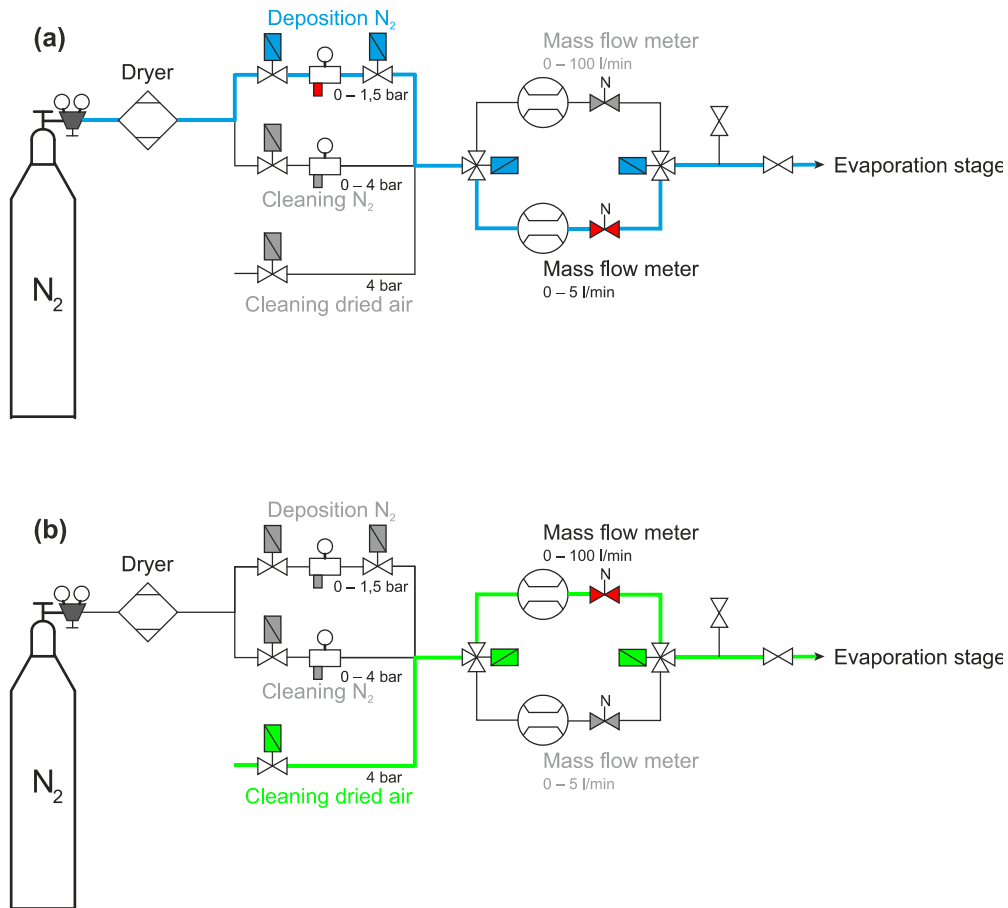 (a)
Deposition N₂
Mass flow meter
0 – 100 l/min
Dryer
N
0 – 1,5 bar
Evaporation stage
0 – 4 bar
Cleaning N₂
N
Mass flow meter
0 – 5 l/min
4 bar
Cleaning dried air
N₂
(b)
Deposition N₂
Mass flow meter
0 – 100 l/min
Dryer
N
0 – 1,5 bar
Evaporation stage
0 – 4 bar
Cleaning N₂
N
Mass flow meter
0 – 5 l/min
4 bar
Cleaning dried air
N₂